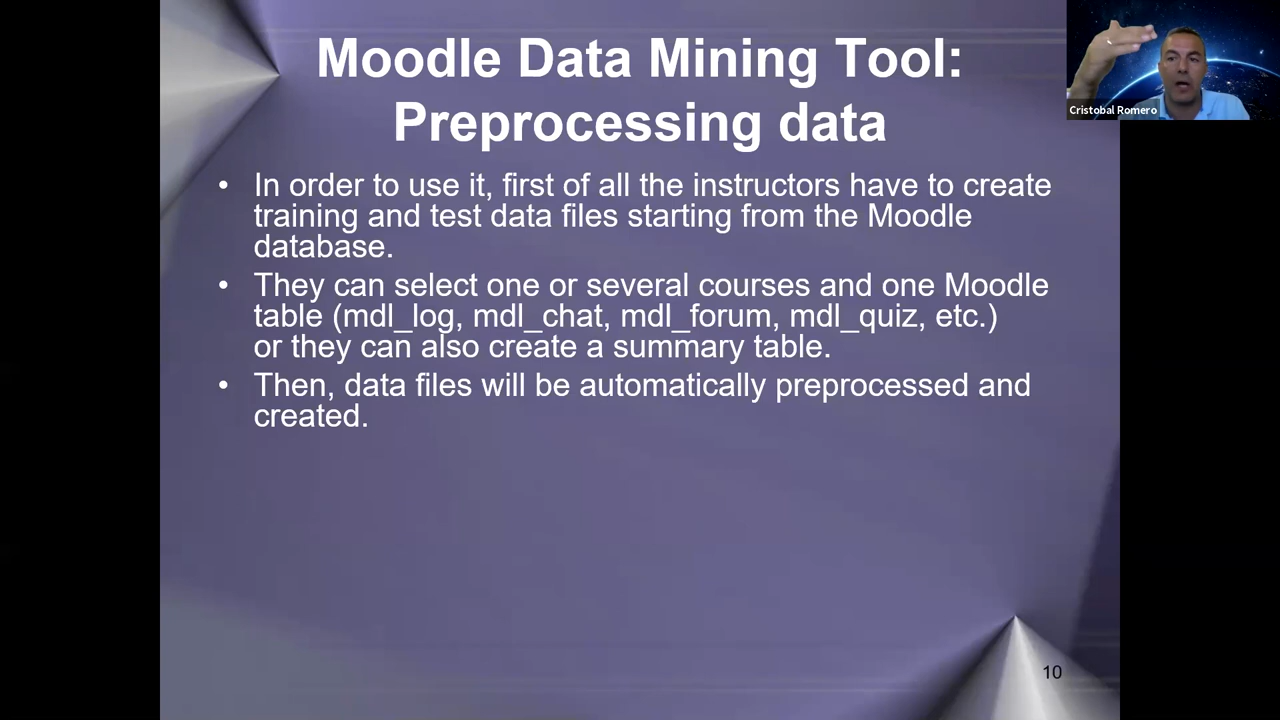 Moodle Data Mining Tool:
Preprocessing data
Cristobal Romero
• In order to use it, first of all the instructors have to create
training and test data files starting from the Moodle
database.
• They can select one or several courses and one Moodle
table (mdl_log, mdl_chat, mdl_forum, mdl_quiz, etc.)
or they can also create a summary table.
• Then, data files will be automatically preprocessed and
created.
10